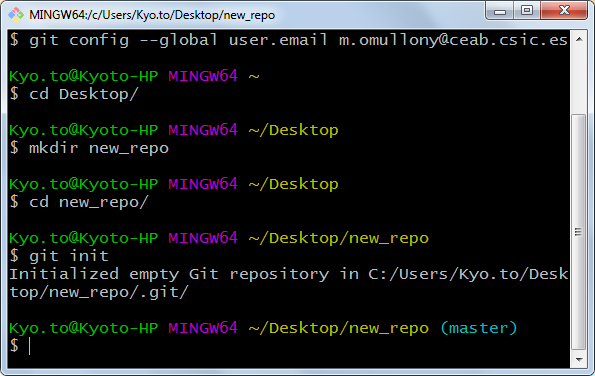 MINGW64:/c/Users/Kyo.to/Desktop/new_repo
$ git config --global user.email m.omullony@ceab.csic.es
Kyo.to@Kyoto-HP MINGW64 ~
$ cd Desktop/
Kyo.to@Kyoto-HP MINGW64 ~/Desktop
$ mkdir new_repo
Kyo.to@Kyoto-HP MINGW64 ~/Desktop
$ cd new_repo/
Kyo.to@Kyoto-HP MINGW64 ~/Desktop/new_repo
$ git init
Initialized empty Git repository in C:/Users/Kyo.to/Desk
top/new_repo/.git/
Kyo.to@Kyoto-HP MINGW64 ~/Desktop/new_repo (master)
$